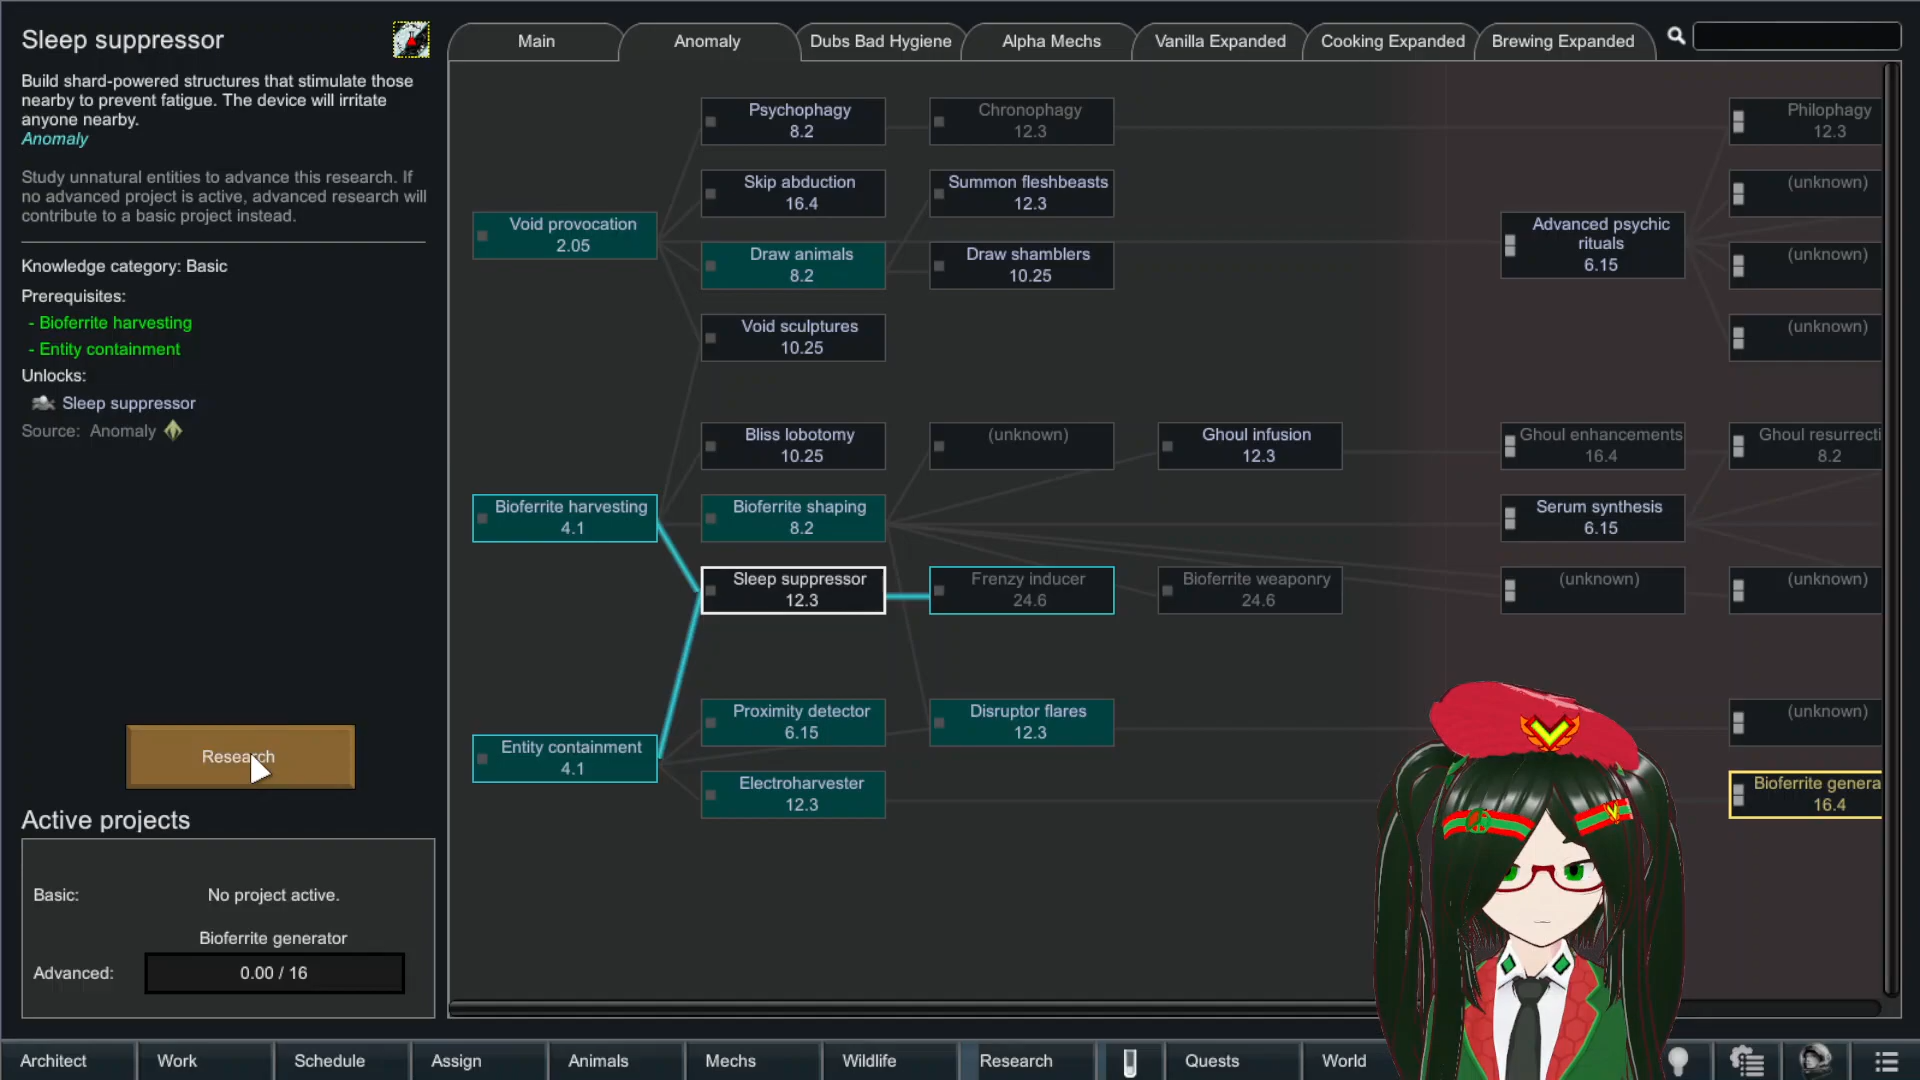 Sleep suppressor
Build shard-powered structures that stimulate those
nearby to prevent fatigue. The device will irritate
anyone nearby.
Anomaly
Study unnatural entities to advance this research. If
no advanced project is active, advanced research will
contribute to a basic project instead.
Knowledge category: Basic
Prerequisites:
- Bioferrite harvesting
- Entity containment
Unlocks:
Sleep suppressor
Source: Anomaly
Research
Active projects
Basic: No project active.
Bioferrite generator
Advanced: 0.00 / 16
Main
Anomaly
Dubs Bad Hygiene
Alpha Mechs
Vanilla Expanded
Cooking Expanded
Brewing Expanded
Psychophagy
8.2
Chronophagy
12.3
Philophagy
12.3
Skip abduction
16.4
Summon fleshbeasts
12.3
(unknown)
Void provocation
2.05
Advanced psychic
rituals
6.15
Draw animals
8.2
Draw shamblers
10.25
(unknown)
Void sculptures
10.25
(unknown)
Bliss lobotomy
10.25
(unknown)
Ghoul infusion
12.3
Ghoul enhancements
16.4
Ghoul resurrecti
8.2
Bioferrite harvesting
4.1
Bioferrite shaping
8.2
Serum synthesis
6.15
Sleep suppressor
12.3
Frenzy inducer
24.6
Bioferrite weaponry
24.6
(unknown)
(unknown)
Entity containment
4.1
Proximity detector
6.15
Disruptor flares
12.3
(unknown)
Electroharvester
12.3
Bioferrite genera
16.4
Architect
Work
Schedule
Assign
Animals
Mechs
Wildlife
Research
Quests
World